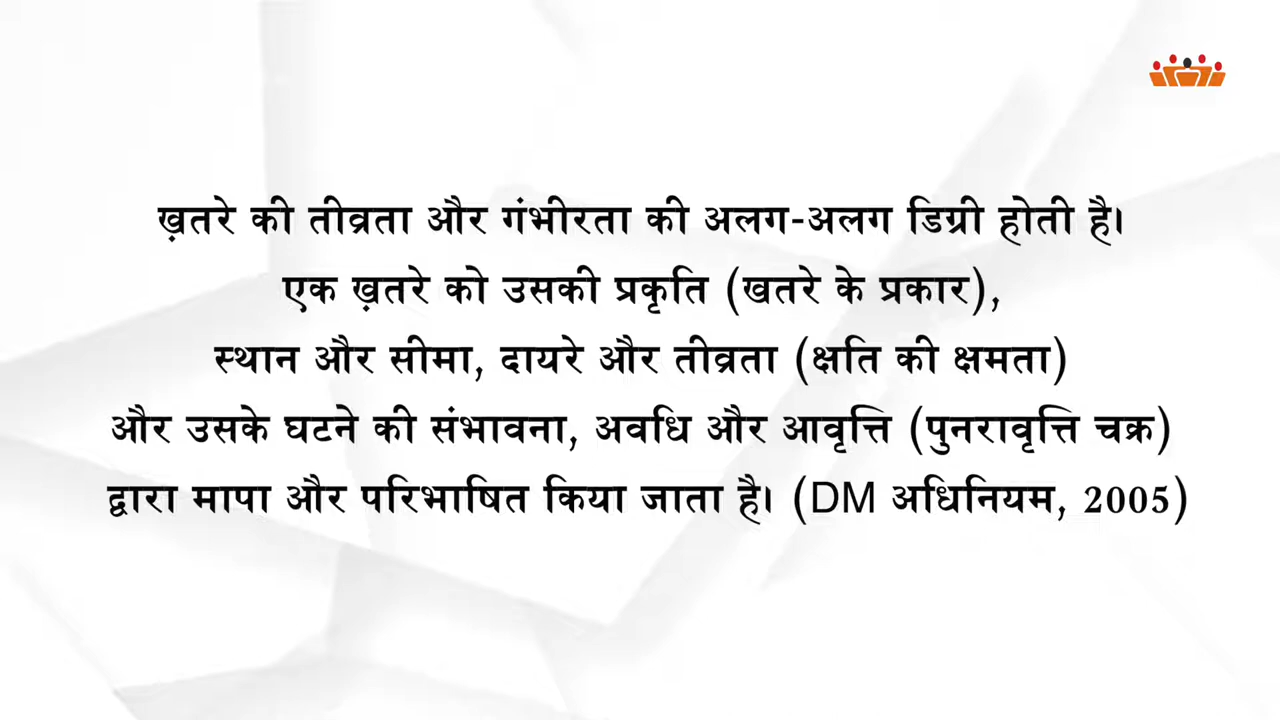 ख़तरे की तीव्रता और गंभीरता की अलग-अलग डिग्री होती है।
एक ख़तरे को उसकी प्रकृति (खतरे के प्रकार),
स्थान और सीमा, दायरे और तीव्रता (क्षति की क्षमता)
और उसके घटने की संभावना, अवधि और आवृत्ति (पुनरावृत्ति चक्र)
द्वारा मापा और परिभाषित किया जाता है। (DM अधिनियम, 2005)